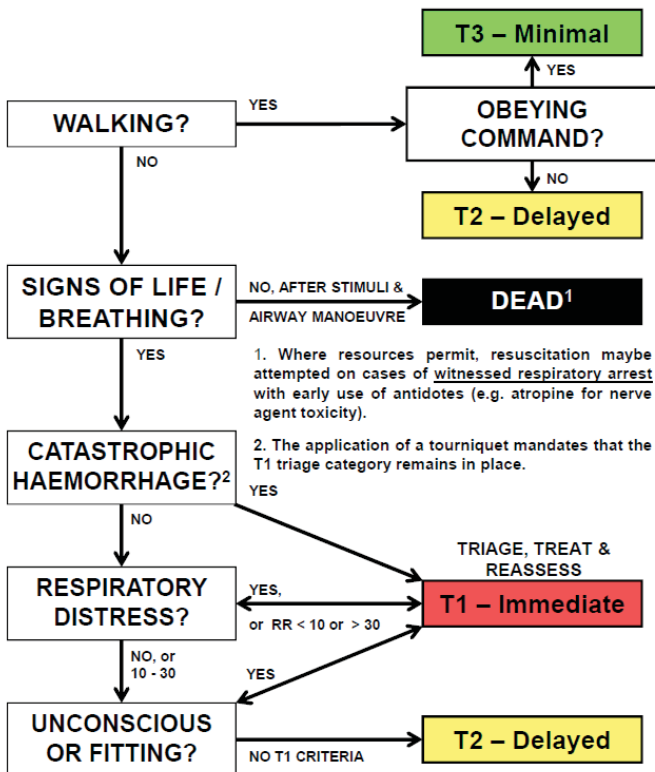 T3 – Minimal
YES
WALKING?
YES
OBEYING
COMMAND?
NO
NO
T2 – Delayed
SIGNS OF LIFE /
BREATHING?
NO, AFTER STIMULI &
AIRWAY MANOEUVRE
DEAD1
YES
1. Where resources permit, resuscitation maybe
attempted on cases of witnessed respiratory arrest
with early use of antidotes (e.g. atropine for nerve
agent toxicity).
2. The application of a tourniquet mandates that the
T1 triage category remains in place.
CATASTROPHIC
HAEMORRHAGE?2
YES
NO
TRIAGE, TREAT &
REASSESS
RESPIRATORY
DISTRESS?
YES,
or RR < 10 or > 30
T1 – Immediate
NO, or
10 - 30
YES
UNCONSCIOUS
OR FITTING?
NO T1 CRITERIA
T2 – Delayed